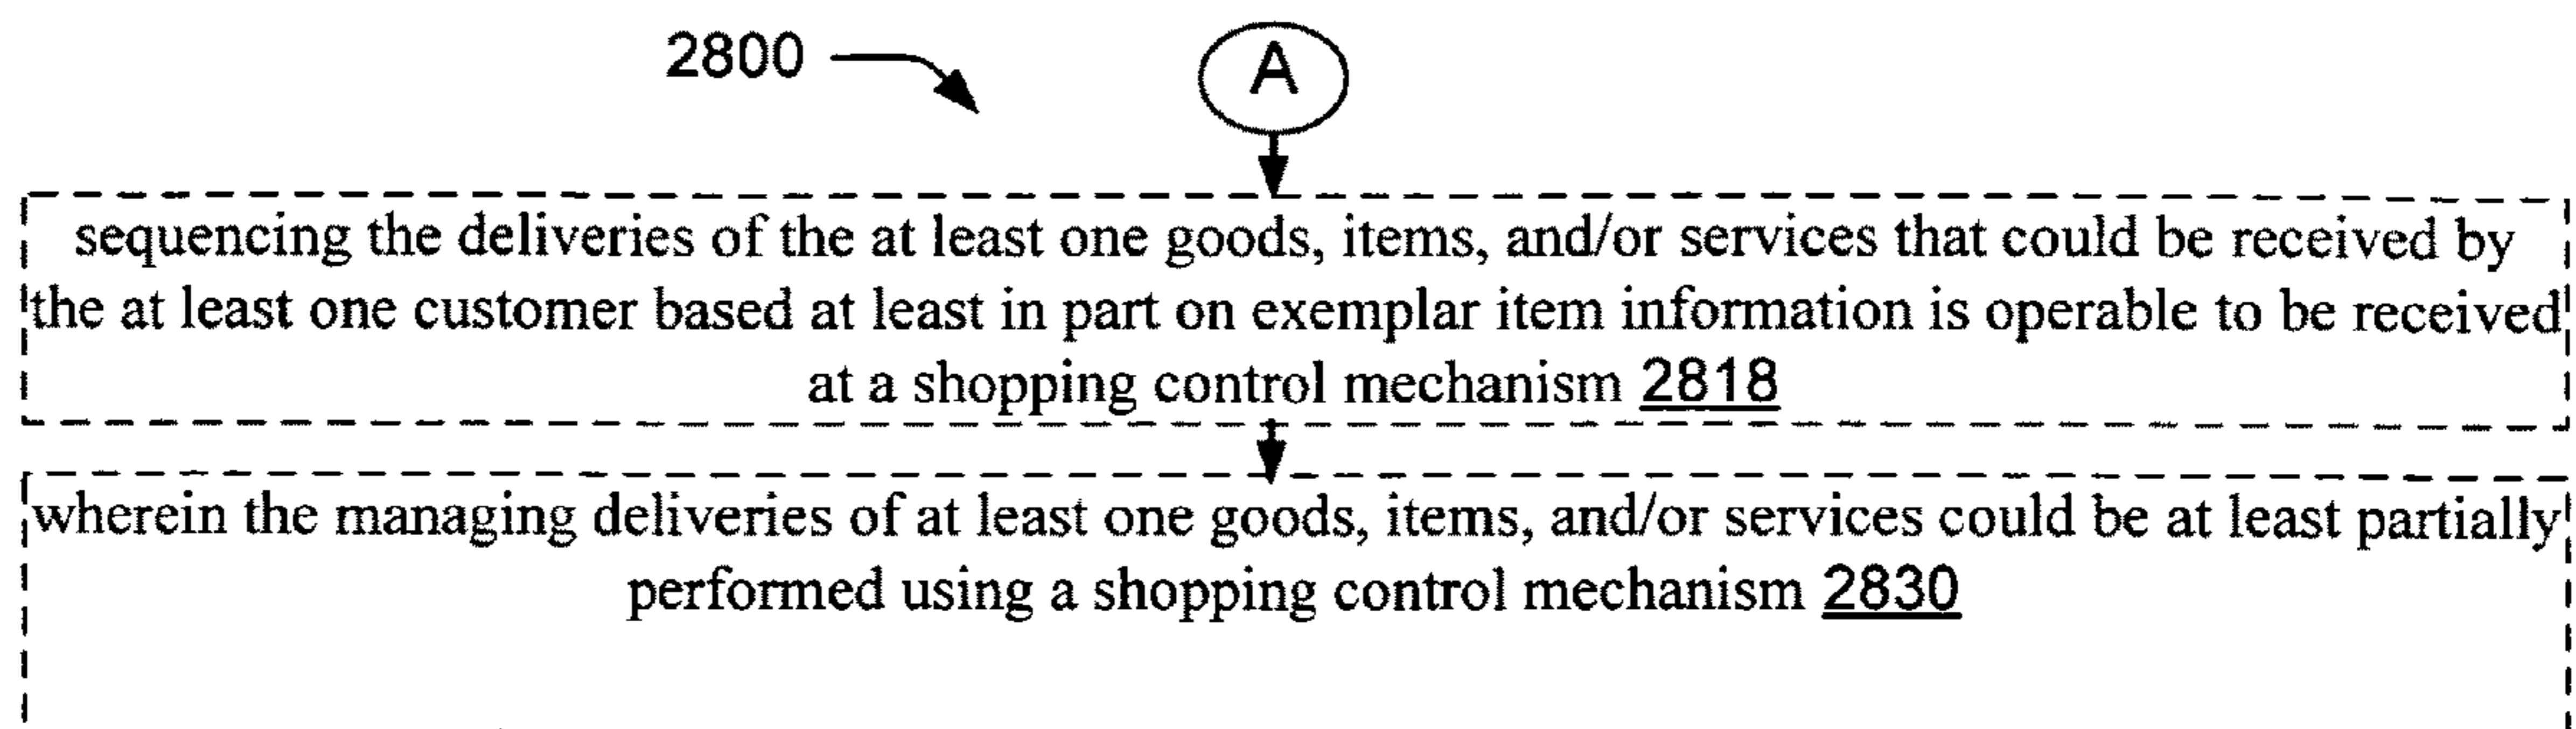 2800
A
sequencing the deliveries of the at least one goods, items, and/or services that could be received by
the at least one customer based at least in part on exemplar item information is operable to be received
at a shopping control mechanism 2818
wherein the managing deliveries of at least one goods, items, and/or services could be at least partially
performed using a shopping control mechanism 2830